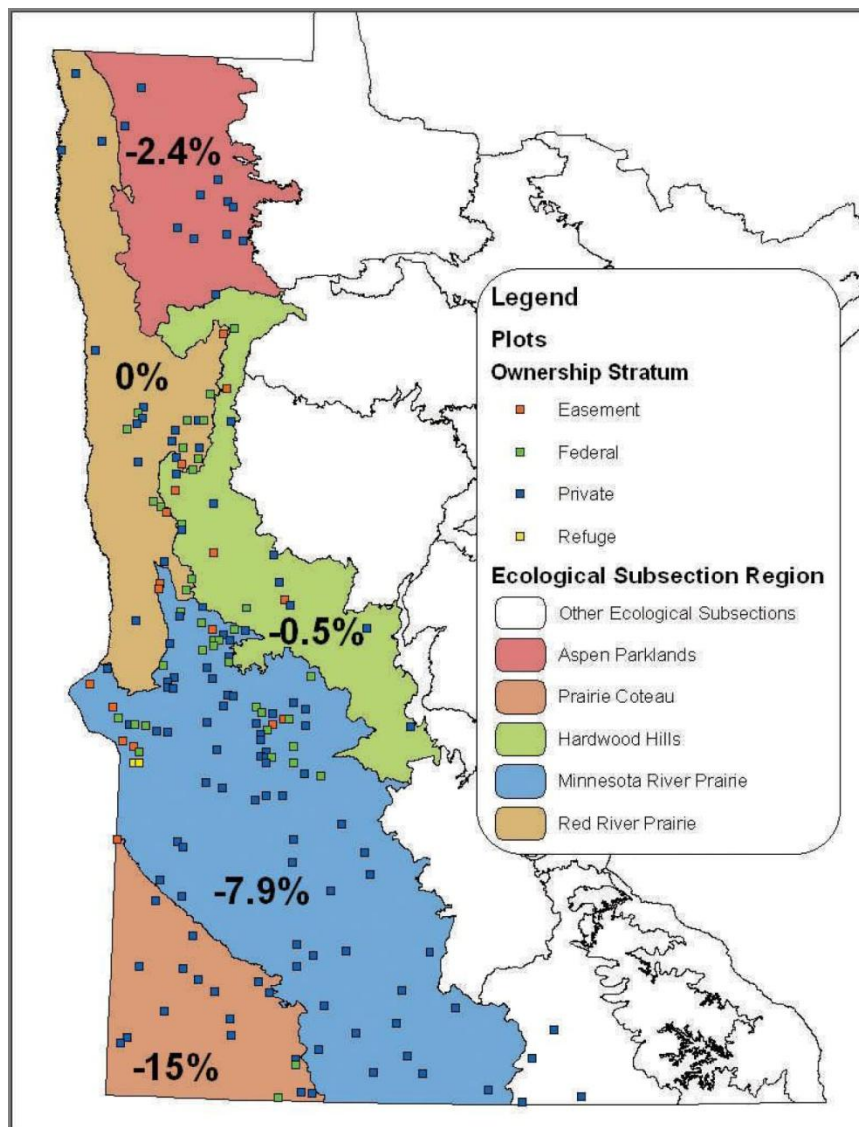 -2.4%
0%
-0.5%
-7.9%
-15%
Legend
Plots
Ownership Stratum
Easement
Federal
Private
Refuge
Ecological Subsection Region
Other Ecological Subsections
Aspen Parklands
Prairie Coteau
Hardwood Hills
Minnesota River Prairie
Red River Prairie